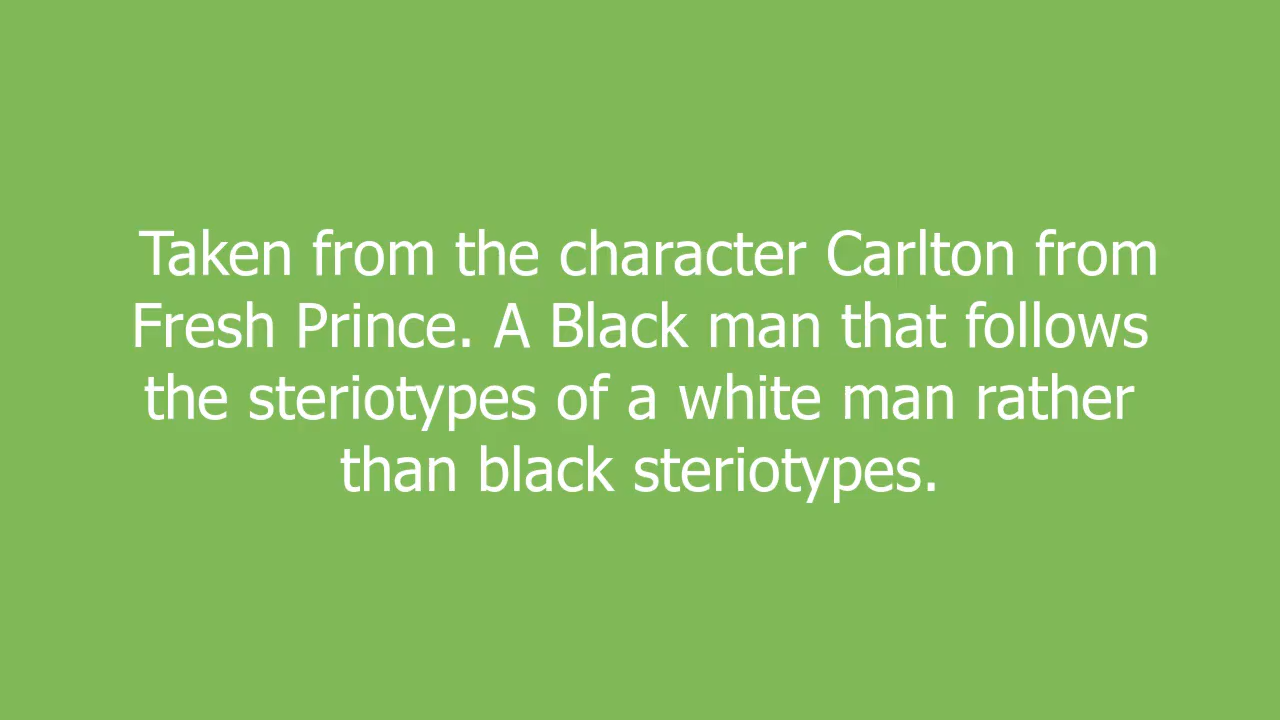 Taken from the character Carlton from
Fresh Prince. A Black man that follows
the steriotypes of a white man rather
than black steriotypes.